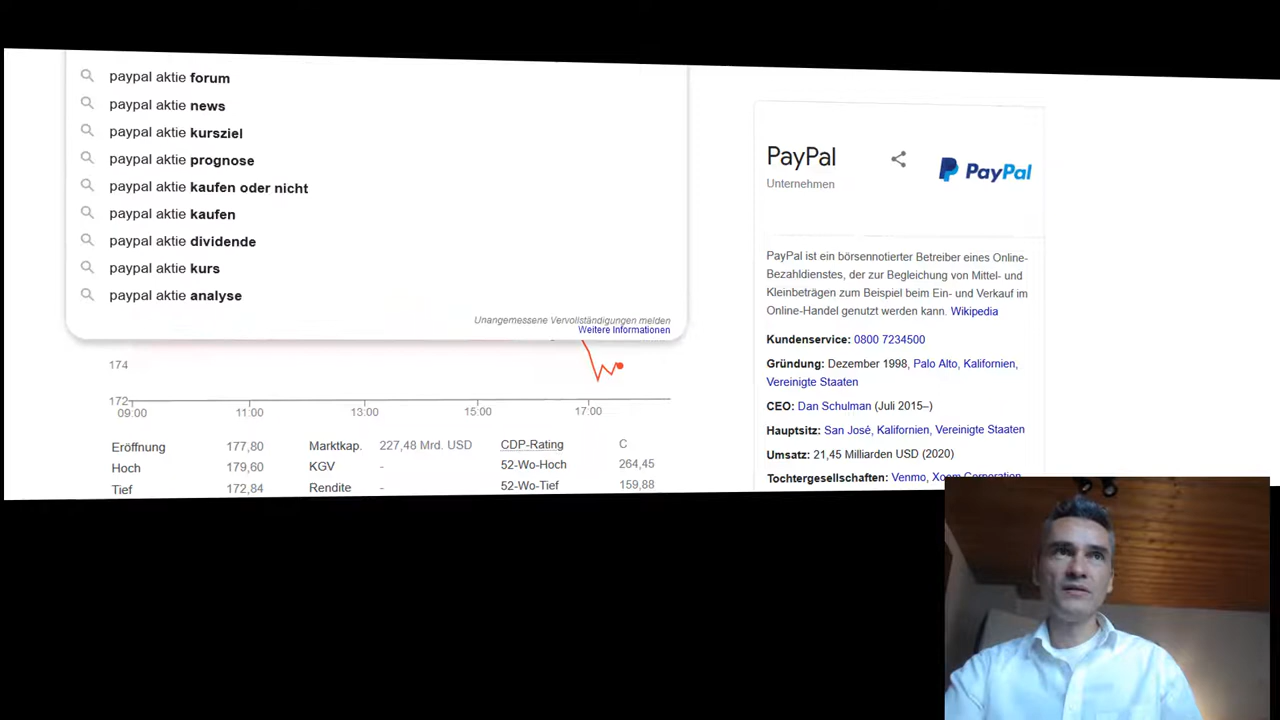 paypal aktie forum
paypal aktie news
paypal aktie kursziel
paypal aktie prognose
paypal aktie kaufen oder nicht
paypal aktie kaufen
paypal aktie dividende
paypal aktie kurs
paypal aktie analyse
Unangemessene Vervollständigungen melden
Weitere Informationen
174
172
09:00 11:00 13:00 15:00 17:00
Eröffnung 177,80 Marktkap. 227,48 Mrd. USD CDP-Rating C
Hoch 179,60 KGV - 52-Wo-Hoch 264,45
Tief 172,84 Rendite - 52-Wo-Tief 159,88
PayPal
Unternehmen
PayPal
PayPal ist ein börsennotierter Betreiber eines Online-
Bezahldienstes, der zur Begleichung von Mittel- und
Kleinbeträgen zum Beispiel beim Ein- und Verkauf im
Online-Handel genutzt werden kann. Wikipedia
Kundenservice: 0800 7234500
Gründung: Dezember 1998, Palo Alto, Kalifornien,
Vereinigte Staaten
CEO: Dan Schulman (Juli 2015–)
Hauptsitz: San José, Kalifornien, Vereinigte Staaten
Umsatz: 21,45 Milliarden USD (2020)
Tochtergesellschaften: Venmo, Xoom Corporation,